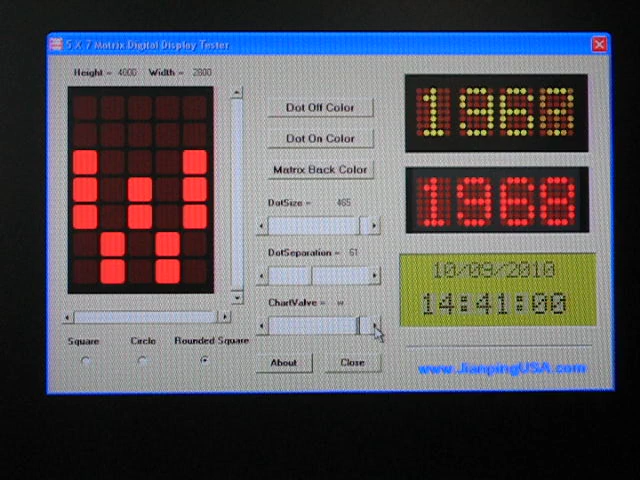 5 X 7 Matrix Digital Display Tester
Height = 4000 Width = 2800
Dot Off Color
Dot On Color
Matrix Back Color
DotSize = 465
DotSeparation = 61
ChartValve = w
Square Circle Rounded Square
About Close
1968
1968
10/09/2010
14:41:00
www.JianpingUSA.com